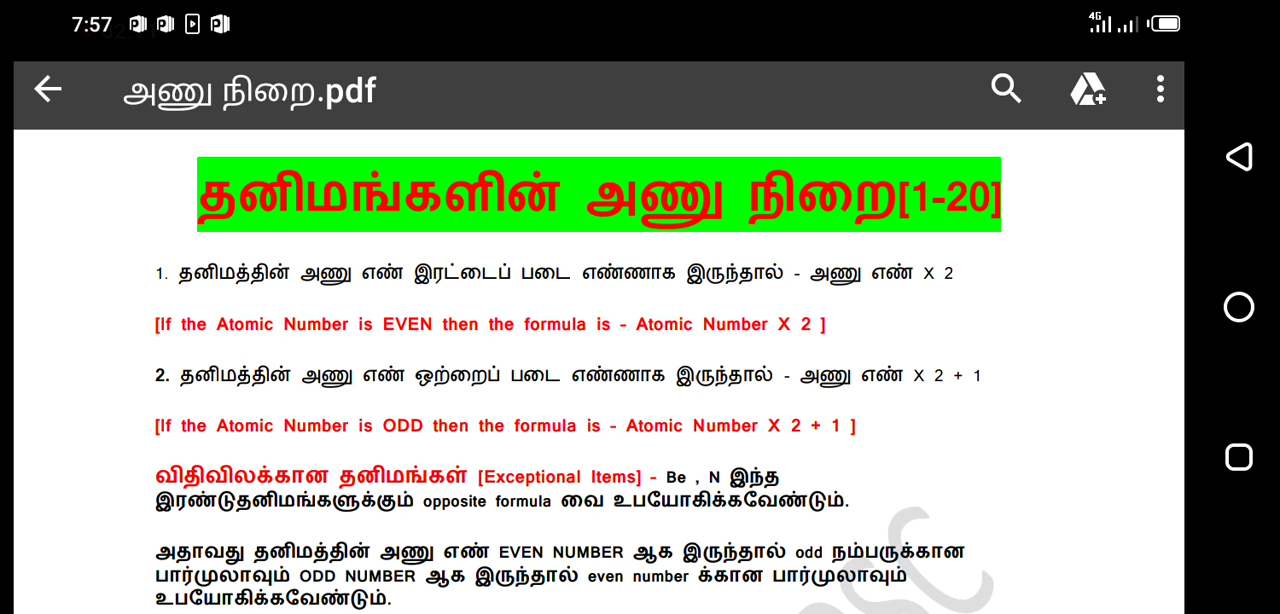 7:57
4G
அணு நிறை.pdf
தனிமங்களின் அணு நிறை[1-20]
1. தனிமத்தின் அணு எண் இரட்டைப் படை எண்ணாக இருந்தால் - அணு எண் X 2
[If the Atomic Number is EVEN then the formula is - Atomic Number X 2 ]
2. தனிமத்தின் அணு எண் ஒற்றைப் படை எண்ணாக இருந்தால் - அணு எண் X 2 + 1
[If the Atomic Number is ODD then the formula is - Atomic Number X 2 + 1 ]
விதிவிலக்கான தனிமங்கள் [Exceptional Items] - Be , N இந்த
இரண்டுதனிமங்களுக்கும் opposite formula வை உபயோகிக்கவேண்டும்.
அதாவது தனிமத்தின் அணு எண் EVEN NUMBER ஆக இருந்தால் odd நம்பருக்கான
பார்முலாவும் ODD NUMBER ஆக இருந்தால் even number க்கான பார்முலாவும்
உபயோகிக்கவேண்டும்.